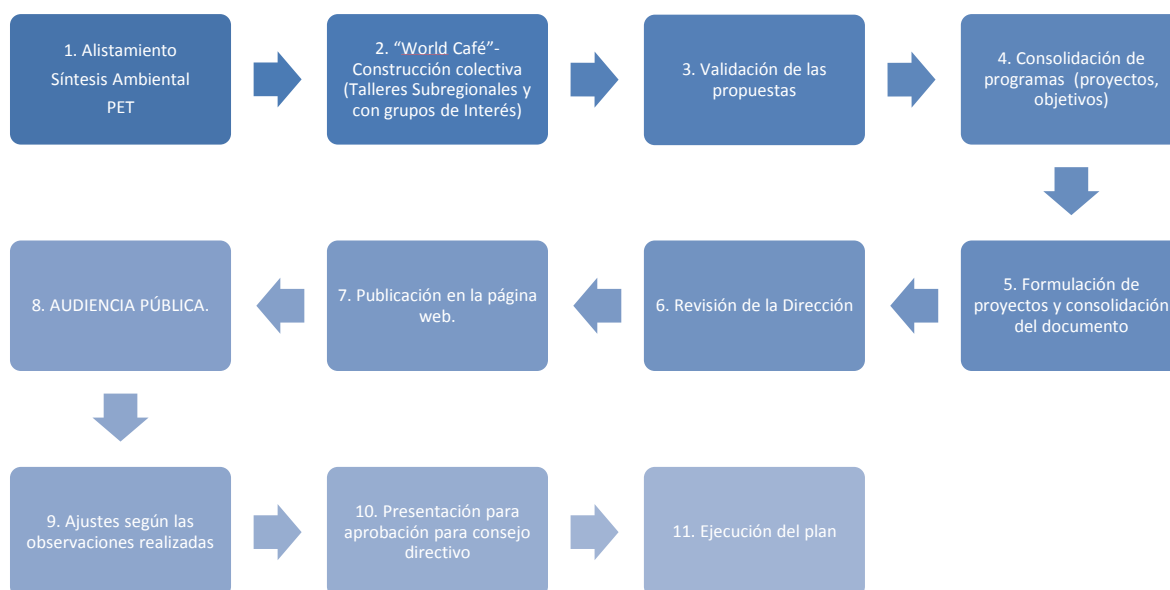 1. Alistamiento
Síntesis Ambiental
PET
2. “World Café”-
Construcción colectiva
(Talleres Subregionales y
con grupos de Interés)
3. Validación de las
propuestas
4. Consolidación de
programas (proyectos,
objetivos)
5. Formulación de
proyectos y consolidación
del documento
6. Revisión de la Dirección
7. Publicación en la página
web.
8. AUDIENCIA PÚBLICA.
9. Ajustes según las
observaciones realizadas
10. Presentación para
aprobación para consejo
directivo
11. Ejecución del plan